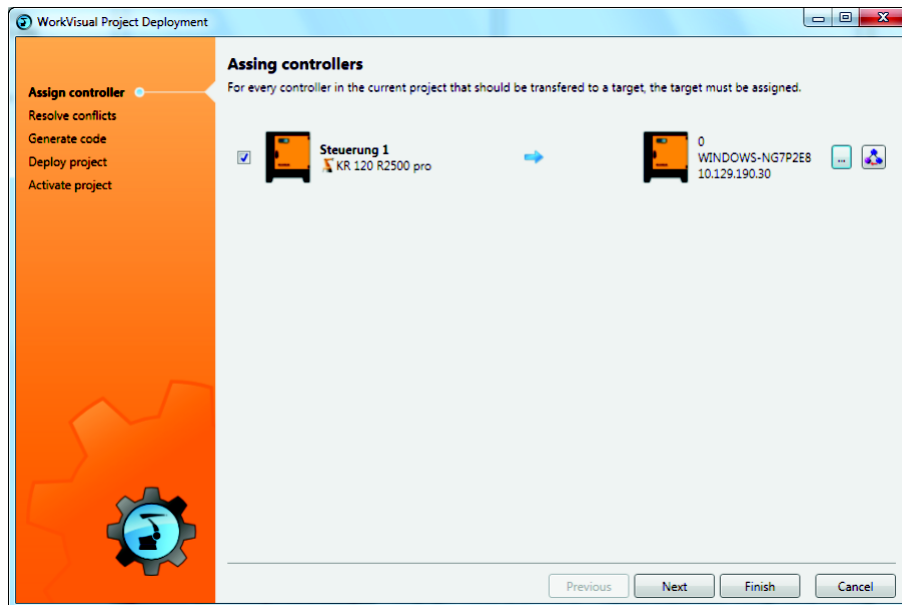 WorkVisual Project Deployment
Assign controller
Resolve conflicts
Generate code
Deploy project
Activate project
Assing controllers
For every controller in the current project that should be transfered to a target, the target must be assigned.
Steuerung 1
KR 120 R2500 pro
0
WINDOWS-NG7P2E8
10.129.190.30
...
Previous
Next
Finish
Cancel